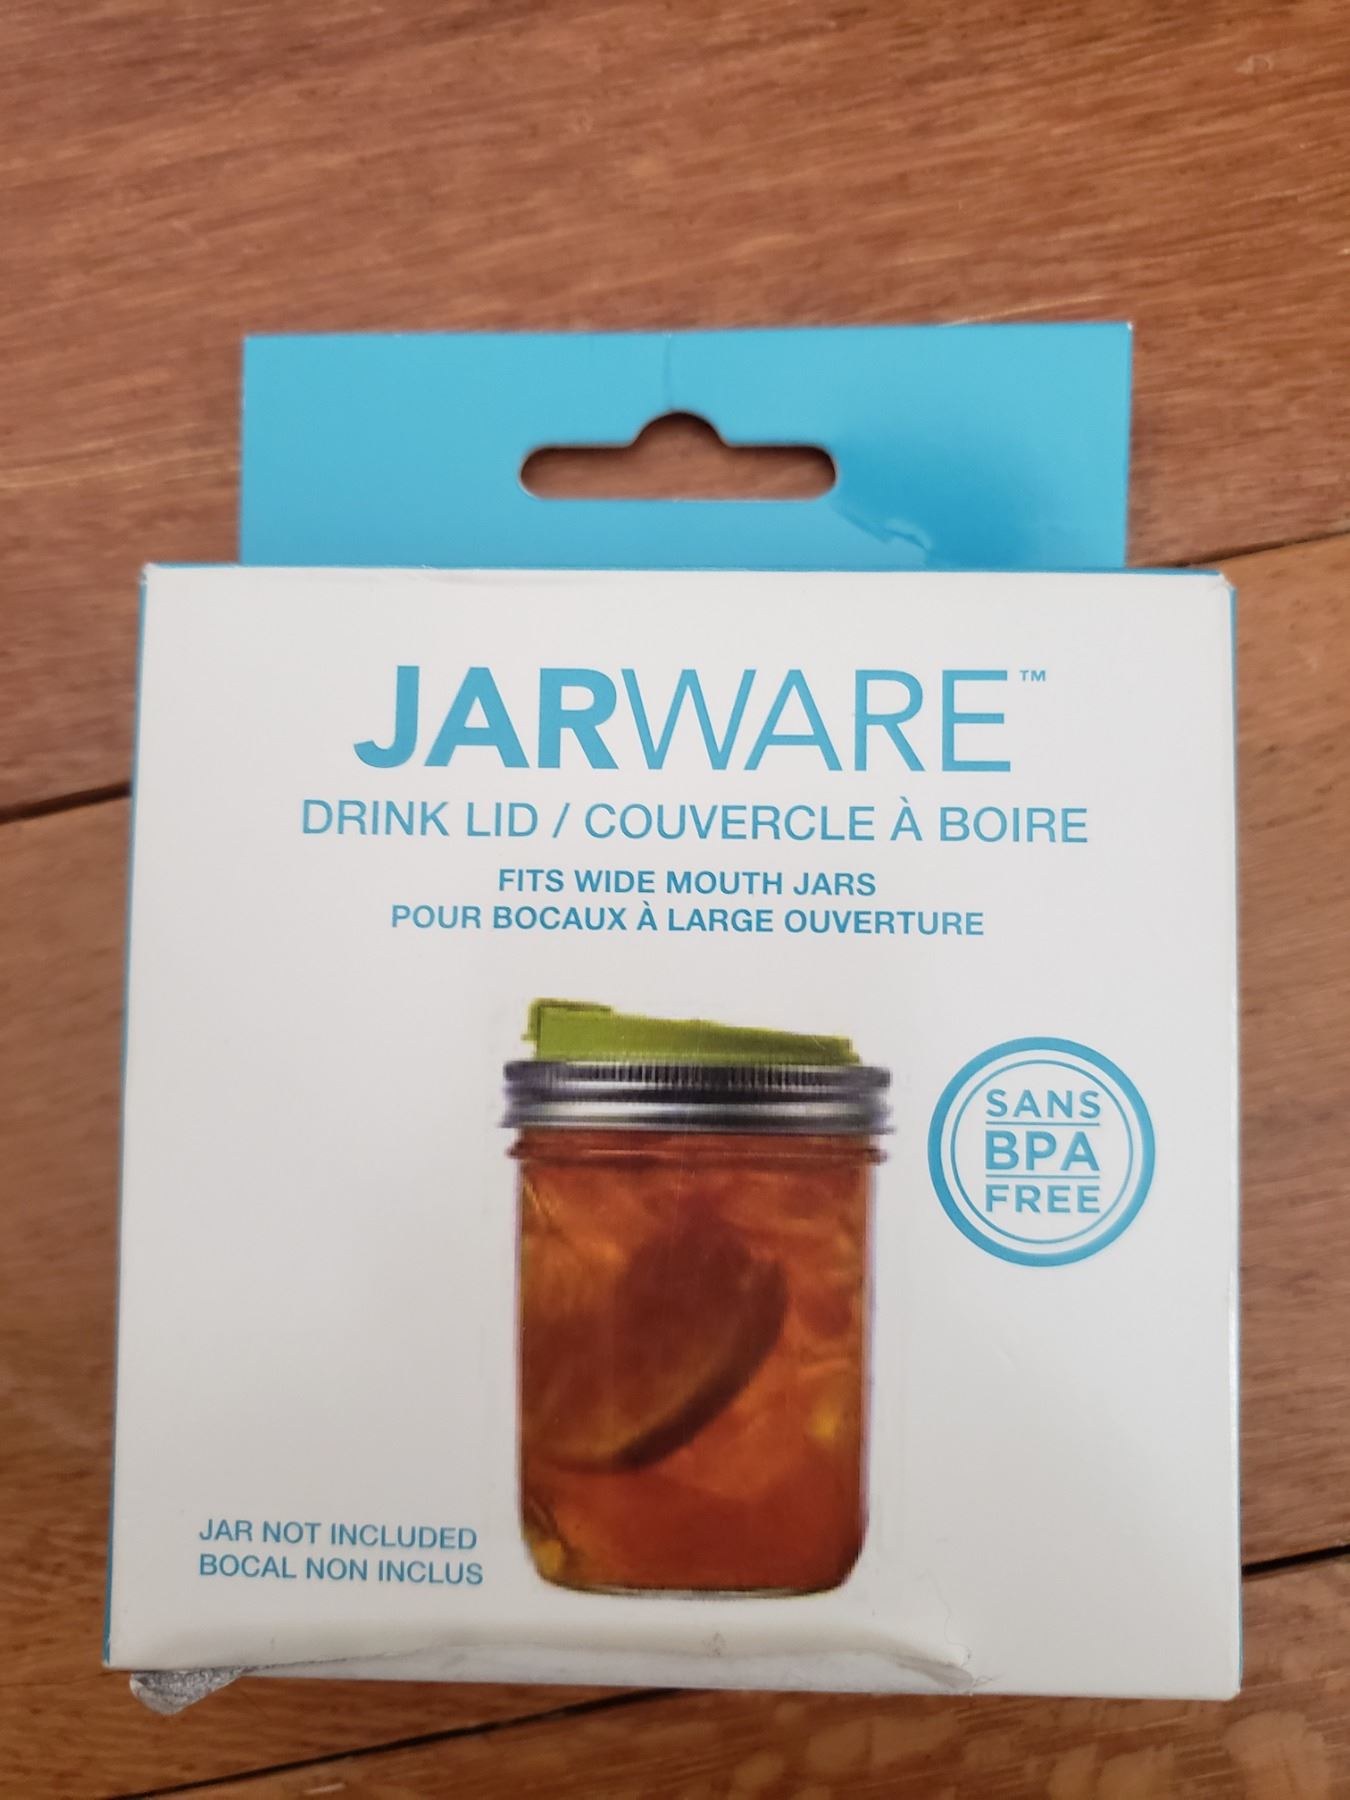 JARWARE™
DRINK LID / COUVERCLE À BOIRE
FITS WIDE MOUTH JARS
POUR BOCAUX À LARGE OUVERTURE
SANS
BPA
FREE
JAR NOT INCLUDED
BOCAL NON INCLUS